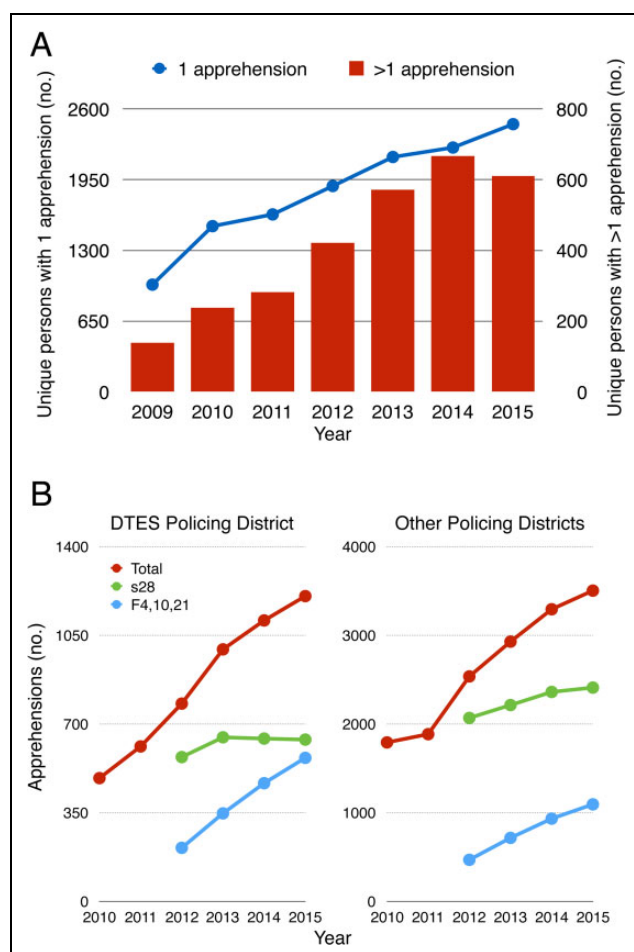 A
1 apprehension >1 apprehension
Unique persons with 1 apprehension (no.)
2600
1950
1300
650
0
800
600
400
200
0
Unique persons with >1 apprehension (no.)
2009 2010 2011 2012 2013 2014 2015
Year
B
DTES Policing District
Other Policing Districts
Total
s28
F4,10,21
Apprehensions (no.)
1400
1050
700
350
0
2010 2011 2012 2013 2014 2015
4000
3000
2000
1000
0
2010 2011 2012 2013 2014 2015
Year